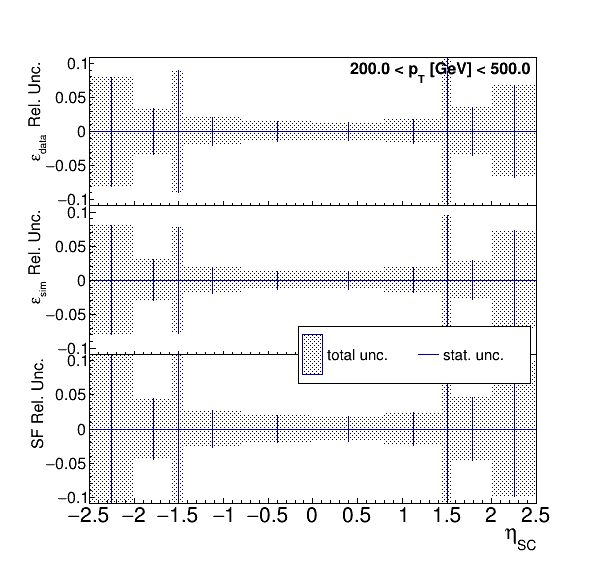 200.0 < p_T [GeV] < 500.0
ε_data Rel. Unc.
0.1
0.05
0
−0.05
−0.1
ε_sim Rel. Unc.
0.1
0.05
0
−0.05
−0.1
total unc.
stat. unc.
SF Rel. Unc.
0.1
0.05
0
−0.05
−0.1
−2.5 −2 −1.5 −1 −0.5 0 0.5 1 1.5 2 2.5
η_SC